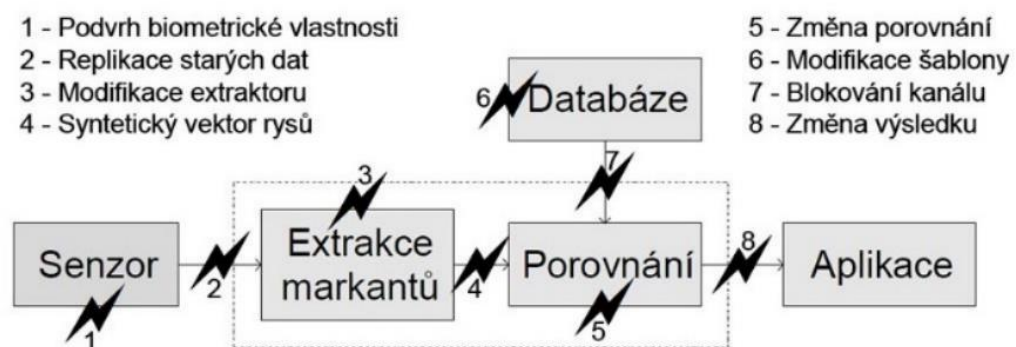 1 - Podvrh biometrické vlastnosti
2 - Replikace starých dat
3 - Modifikace extraktoru
4 - Syntetický vektor rysů
5 - Změna porovnání
6 - Modifikace šablony
7 - Blokování kanálu
8 - Změna výsledku
6
Databáze
7
3
Senzor
2
Extrakce
markantů
4
Porovnání
8
Aplikace
1
5